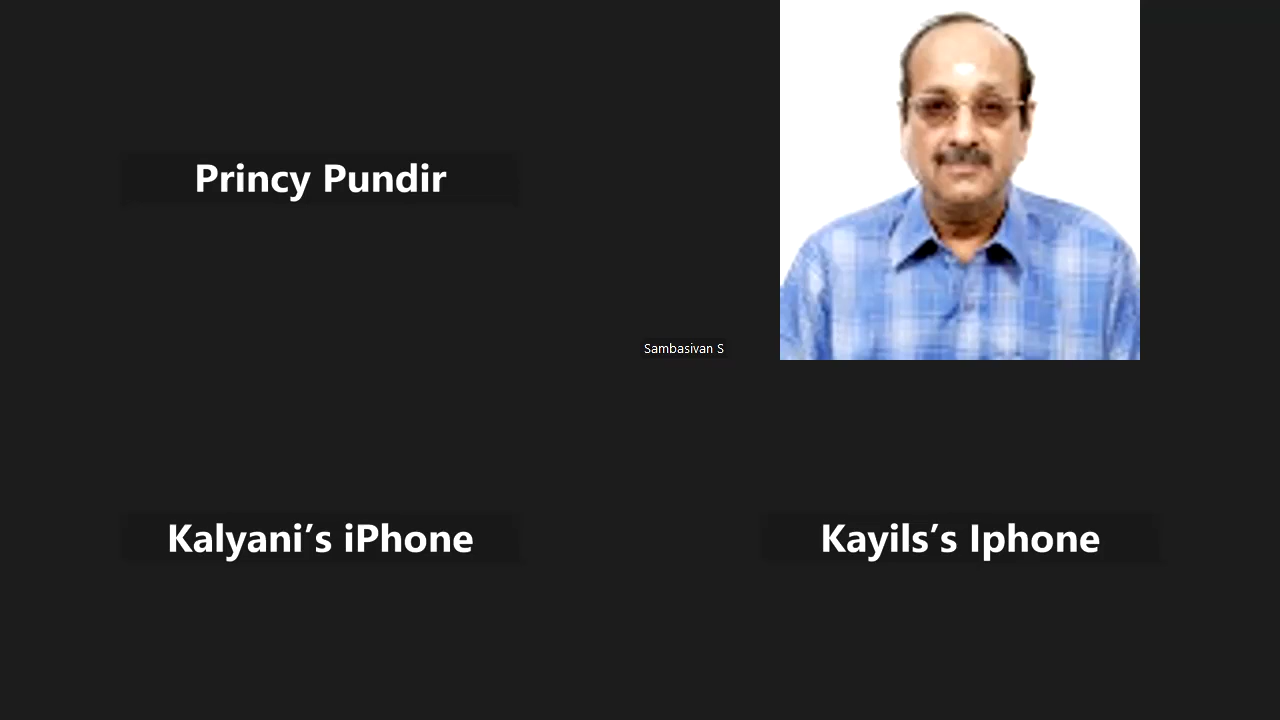 Princy Pundir
Sambasivan S
Kalyani’s iPhone
Kayils’s Iphone